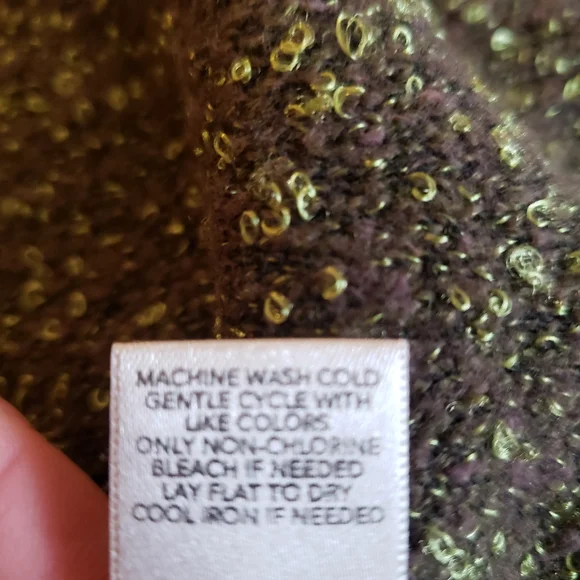 MACHINE WASH COLD
GENTLE CYCLE WITH
LIKE COLORS
ONLY NON-CHLORINE
BLEACH IF NEEDED
LAY FLAT TO DRY
COOL IRON IF NEEDED